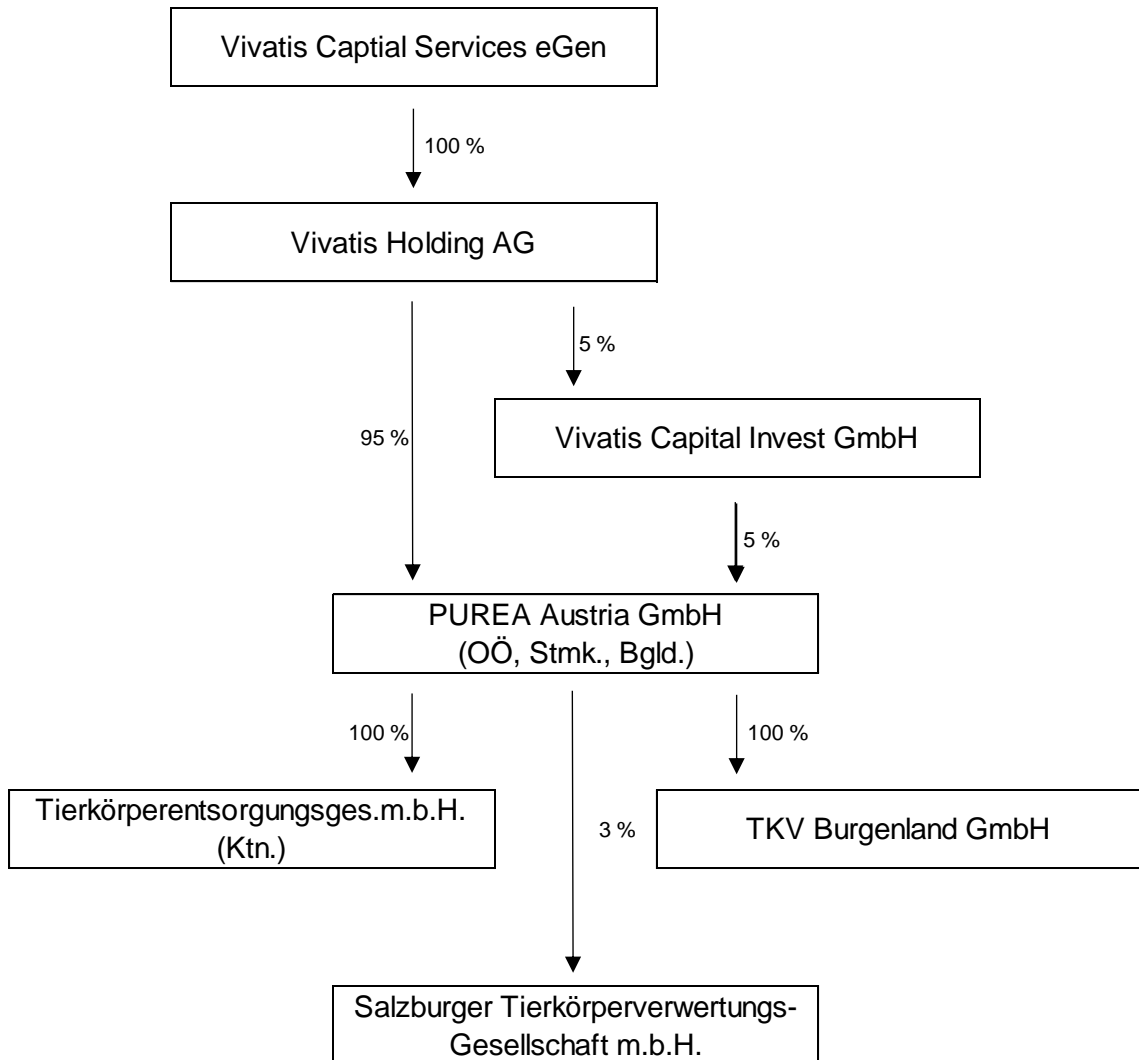 Vivatis Captial Services eGen
100 %
Vivatis Holding AG
5 %
95 %
Vivatis Capital Invest GmbH
5 %
PUREA Austria GmbH
(OÖ, Stmk., Bgld.)
100 %
100 %
Tierkörperentsorgungsges.m.b.H.
(Ktn.)
3 %
TKV Burgenland GmbH
Salzburger Tierkörperverwertungs-
Gesellschaft m.b.H.